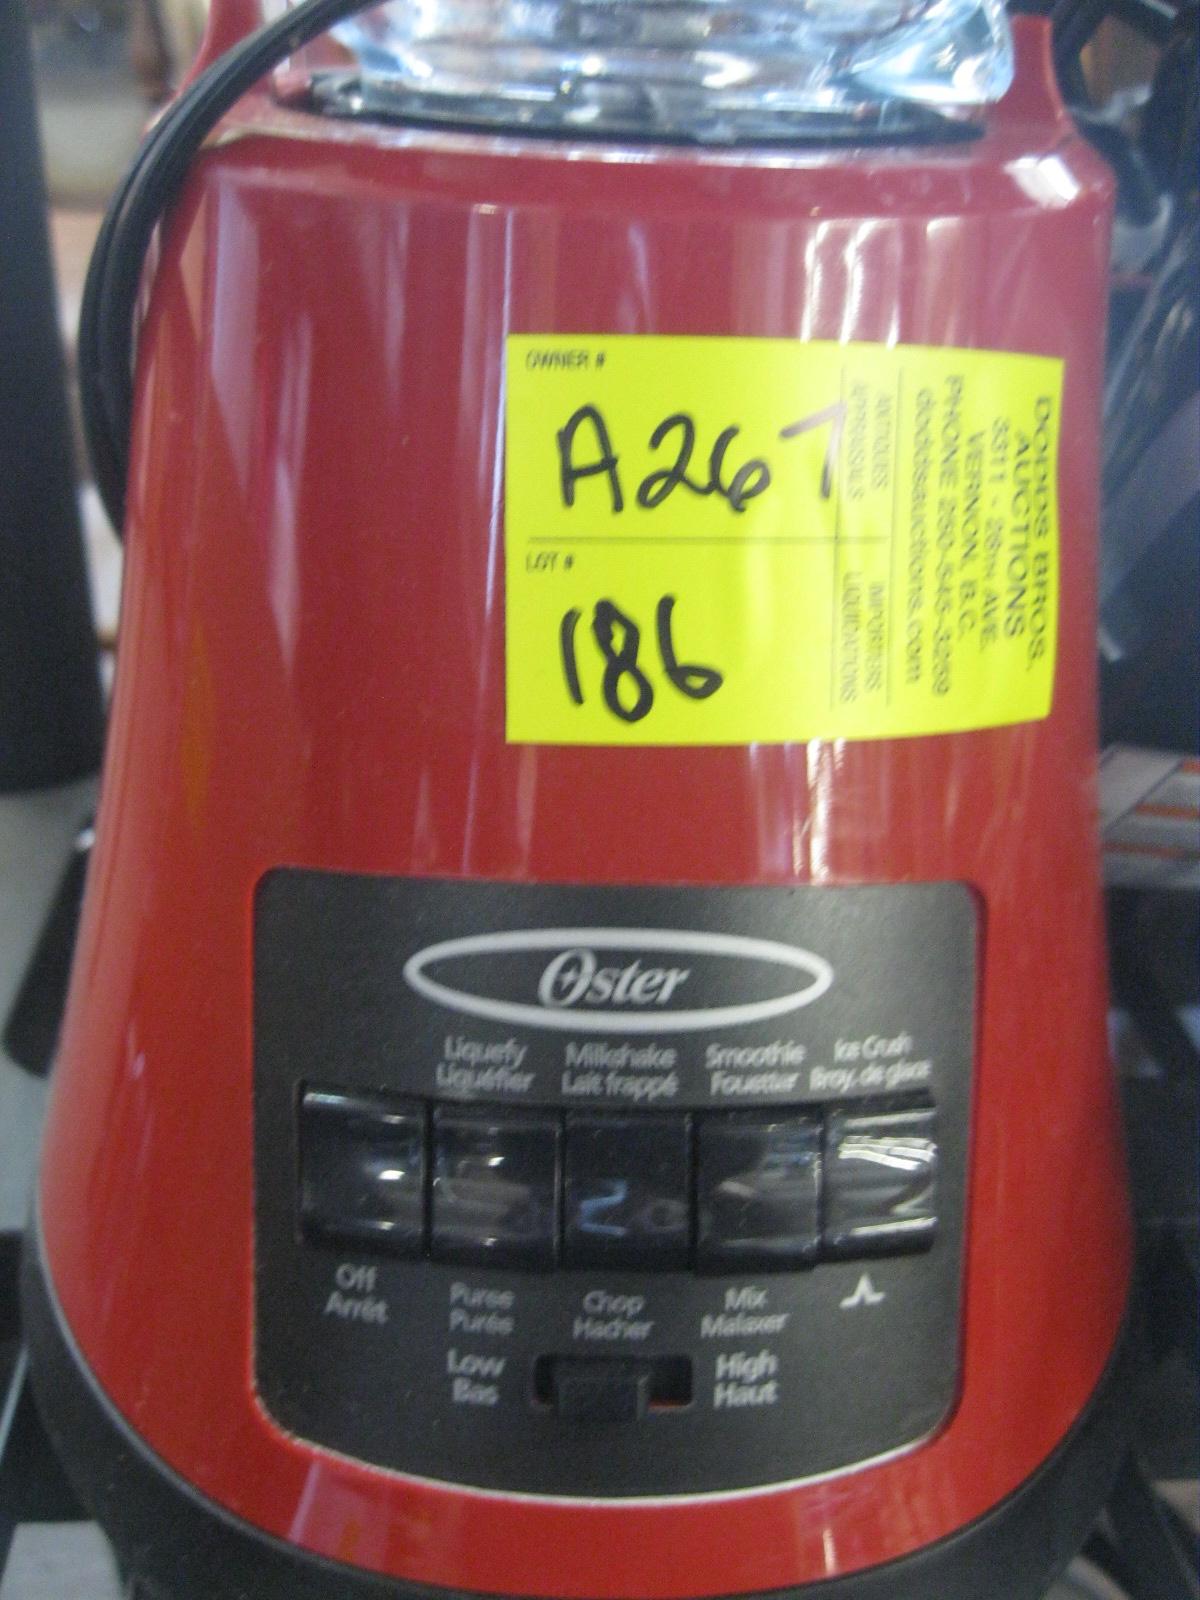 OWNER #
A267
LOT #
186
DODDS BROS.
AUCTIONS
3311 - 28TH AVE.
VERNON, B.C.
PHONE 250-545-3259
doddsauctions.com
ANTIQUES IMPORTERS
APPRAISALS LIQUIDATIONS
Oster
Liquefy Milkshake Smoothie Ice Crush
Liquéfier Lait frappé Fouetter Broy. de glace
Off Puree Chop Mix
Arrêt Purée Hacher Malaxer
Low High
Bas Haut